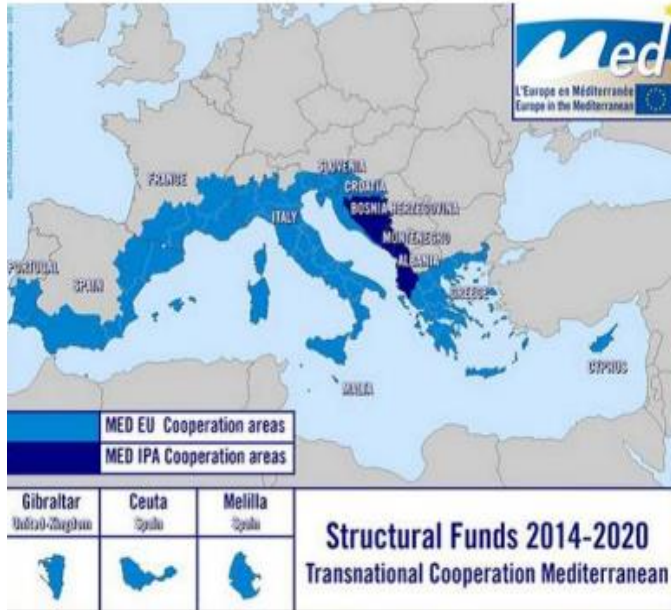 Med
L'Europe en Méditerranée
Europe in the Mediterranean
SLOVENIA
FRANCE
CROATIA
BOSNIA HERZEGOVINA
ITALY
MONTENEGRO
ALBANIA
PORTUGAL
SPAIN
GREECE
CYPRUS
MALTA
MED EU Cooperation areas
MED IPA Cooperation areas
Gibraltar
United-Kingdom
Ceuta
Spain
Melilla
Spain
Structural Funds 2014-2020
Transnational Cooperation Mediterranean